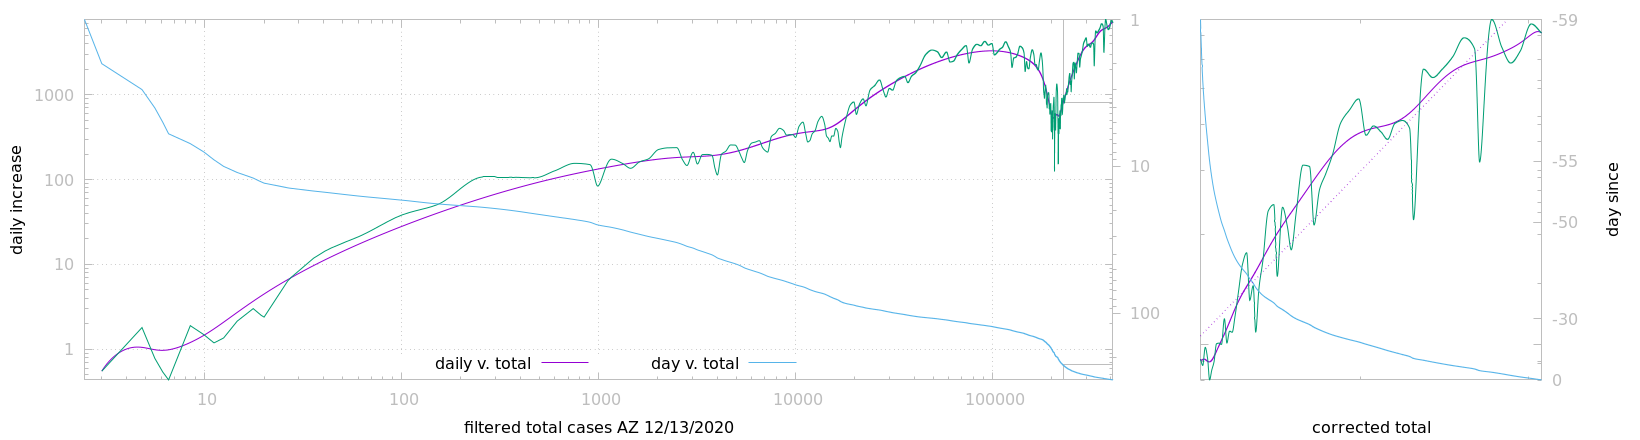 1
-59
1000
daily increase
100
10
-55
day since
-50
10
100
-30
1
daily v. total
day v. total
0
10
100
1000
10000
100000
filtered total cases AZ 12/13/2020
corrected total